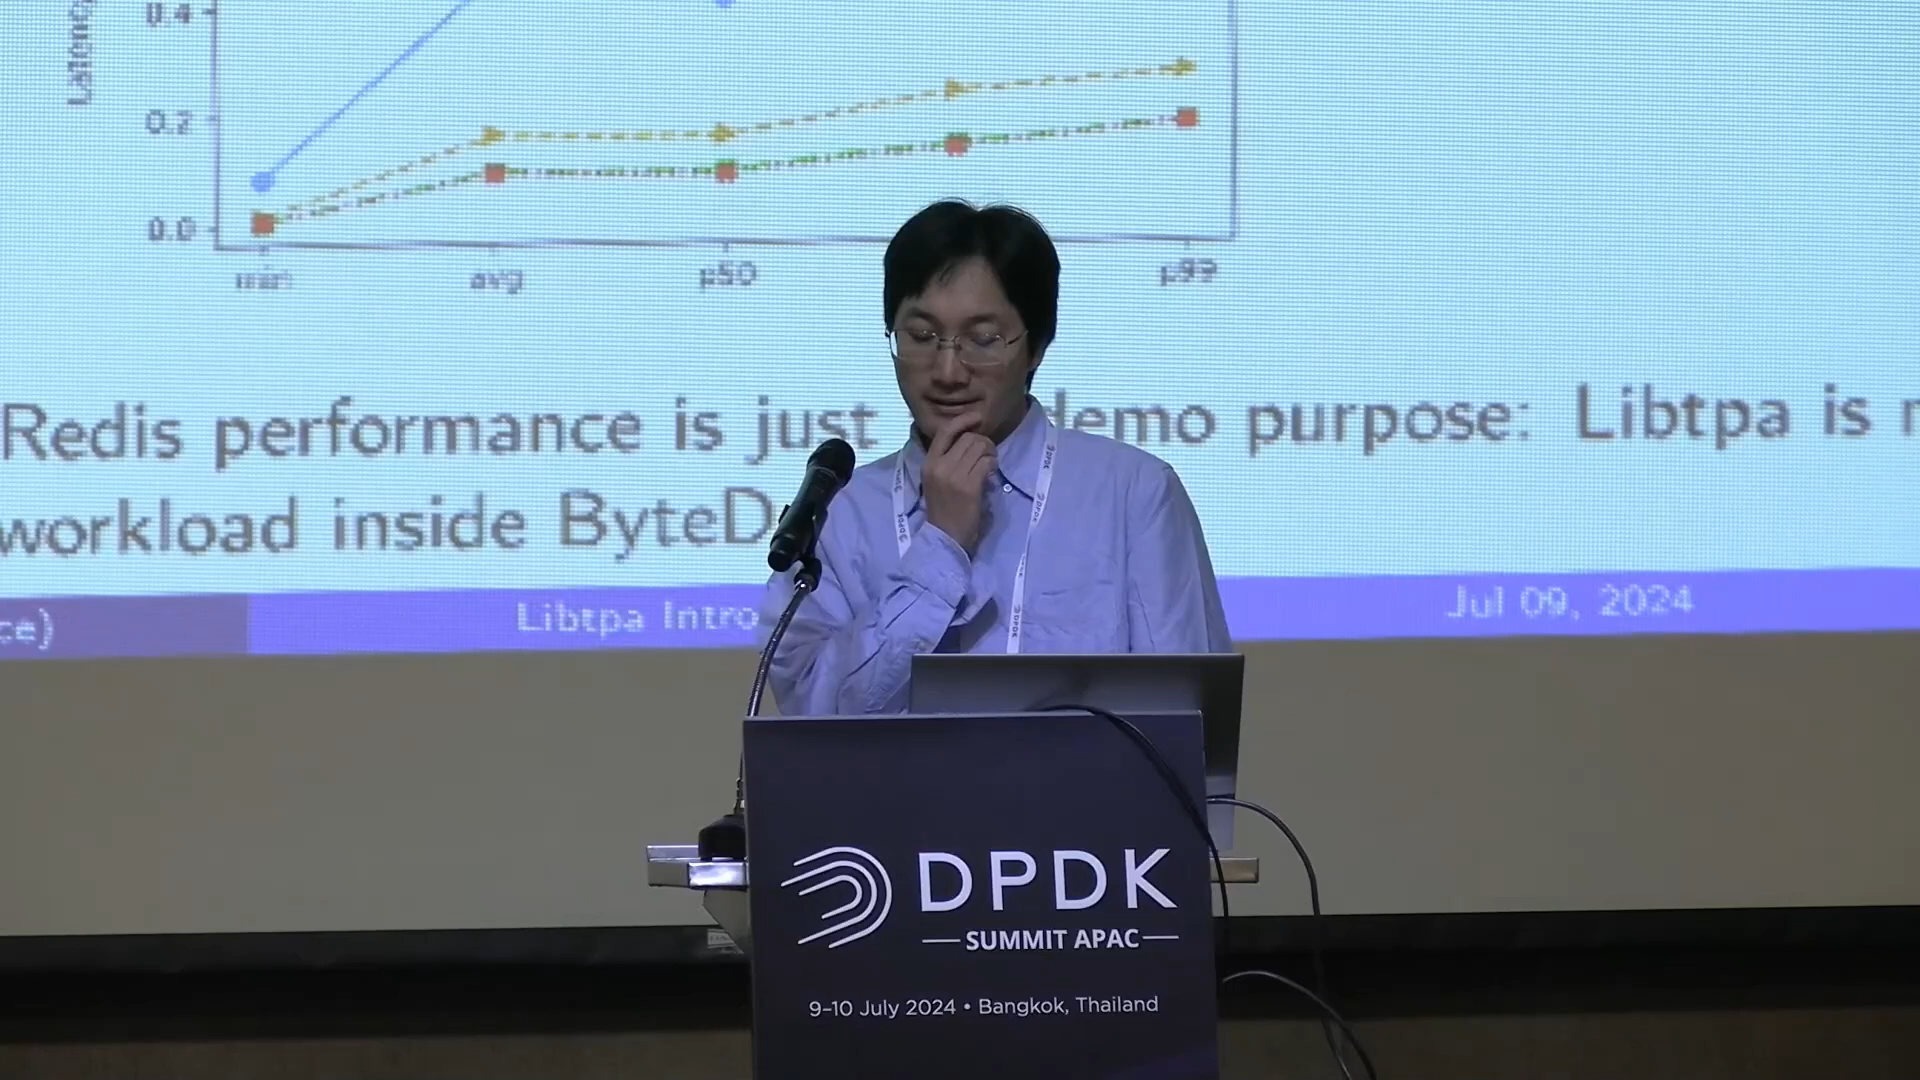 0.4
Latency
0.2
0.0
min avg p50 p99
Redis performance is just demo purpose: Libtpa is
workload inside ByteD
ce) Libtpa Intro Jul 09, 2024
DPDK
SUMMIT APAC
9–10 July 2024 • Bangkok, Thailand